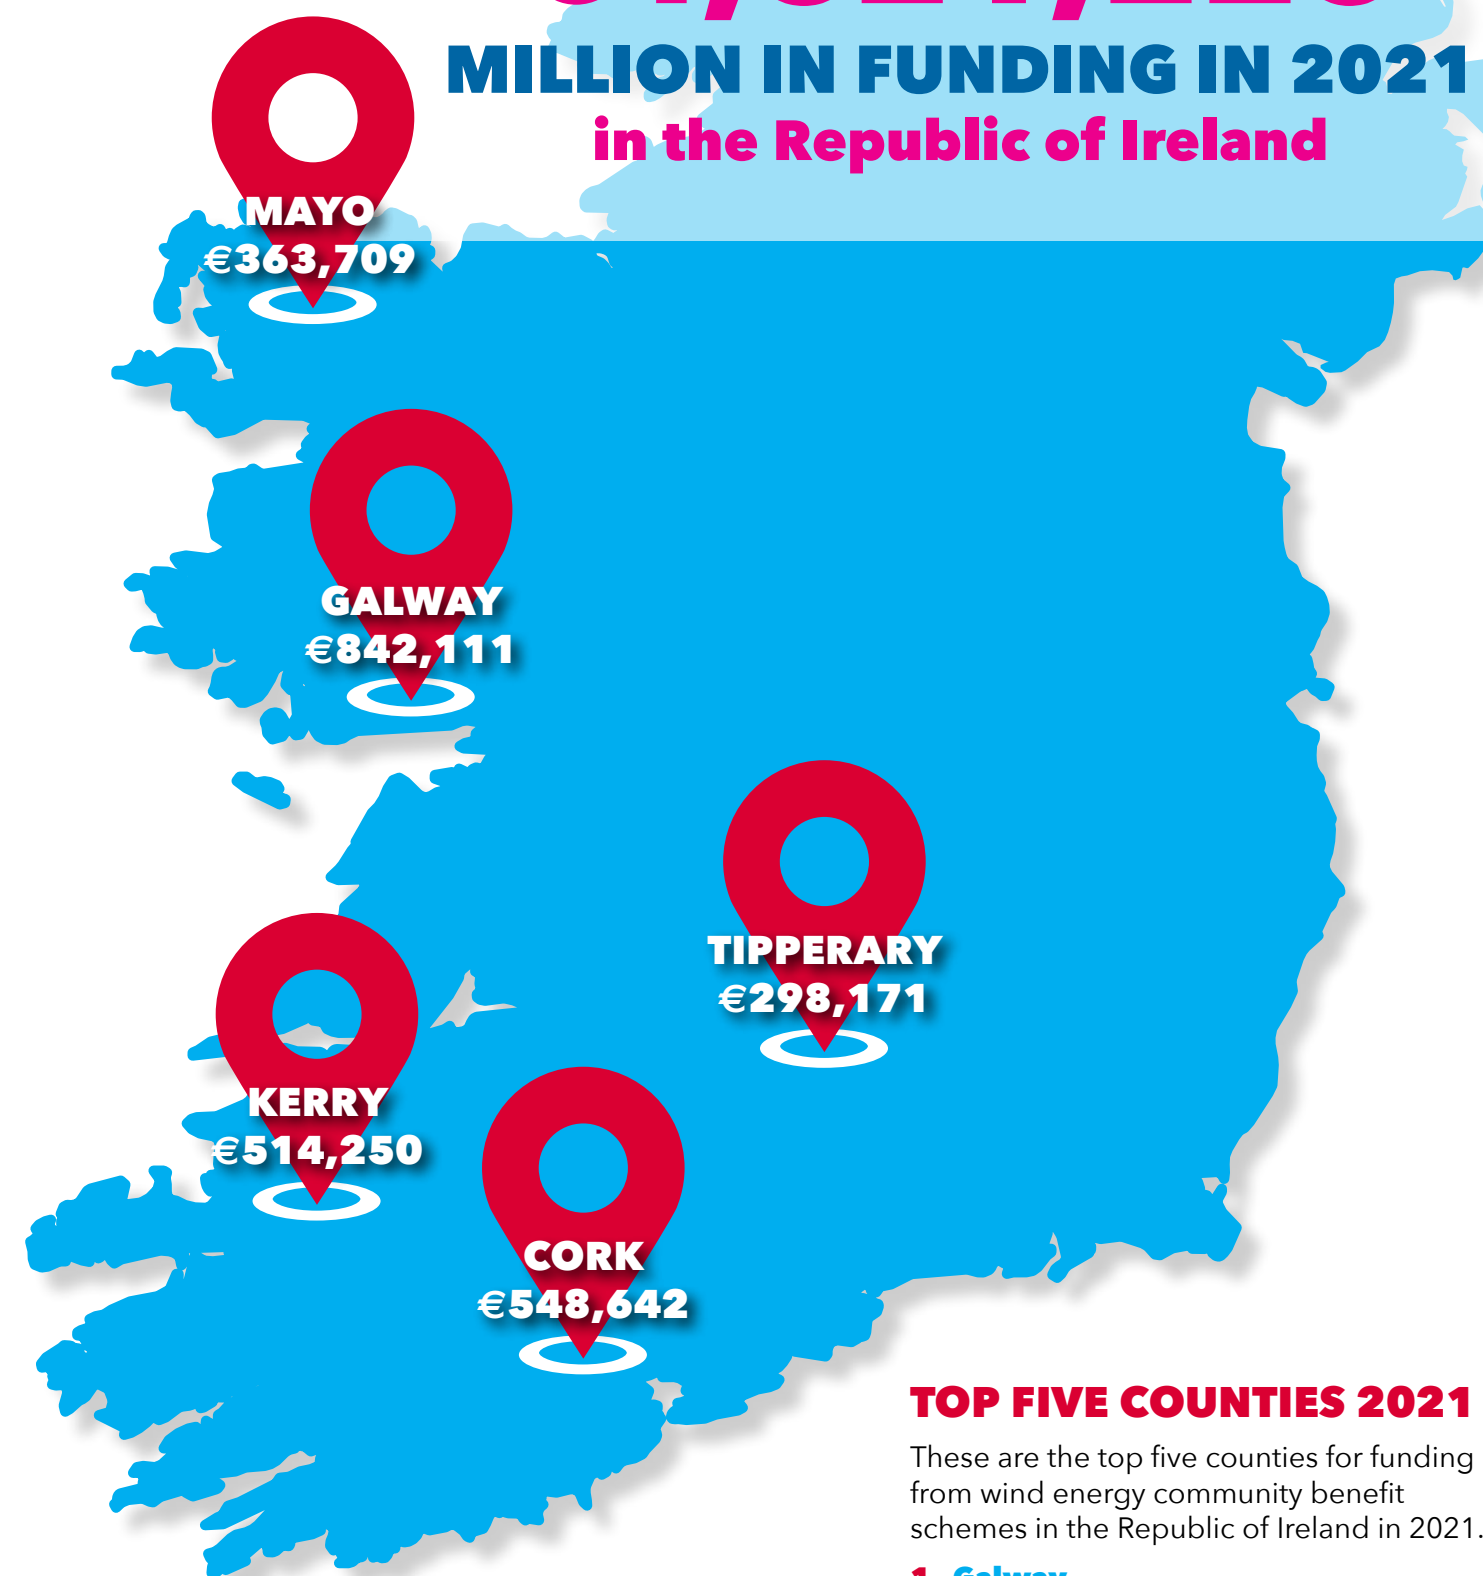 MILLION IN FUNDING IN 2021
in the Republic of Ireland
MAYO
€363,709
GALWAY
€842,111
TIPPERARY
€298,171
KERRY
€514,250
CORK
€548,642
TOP FIVE COUNTIES 2021
These are the top five counties for funding
from wind energy community benefit
schemes in the Republic of Ireland in 2021.
1 Galway